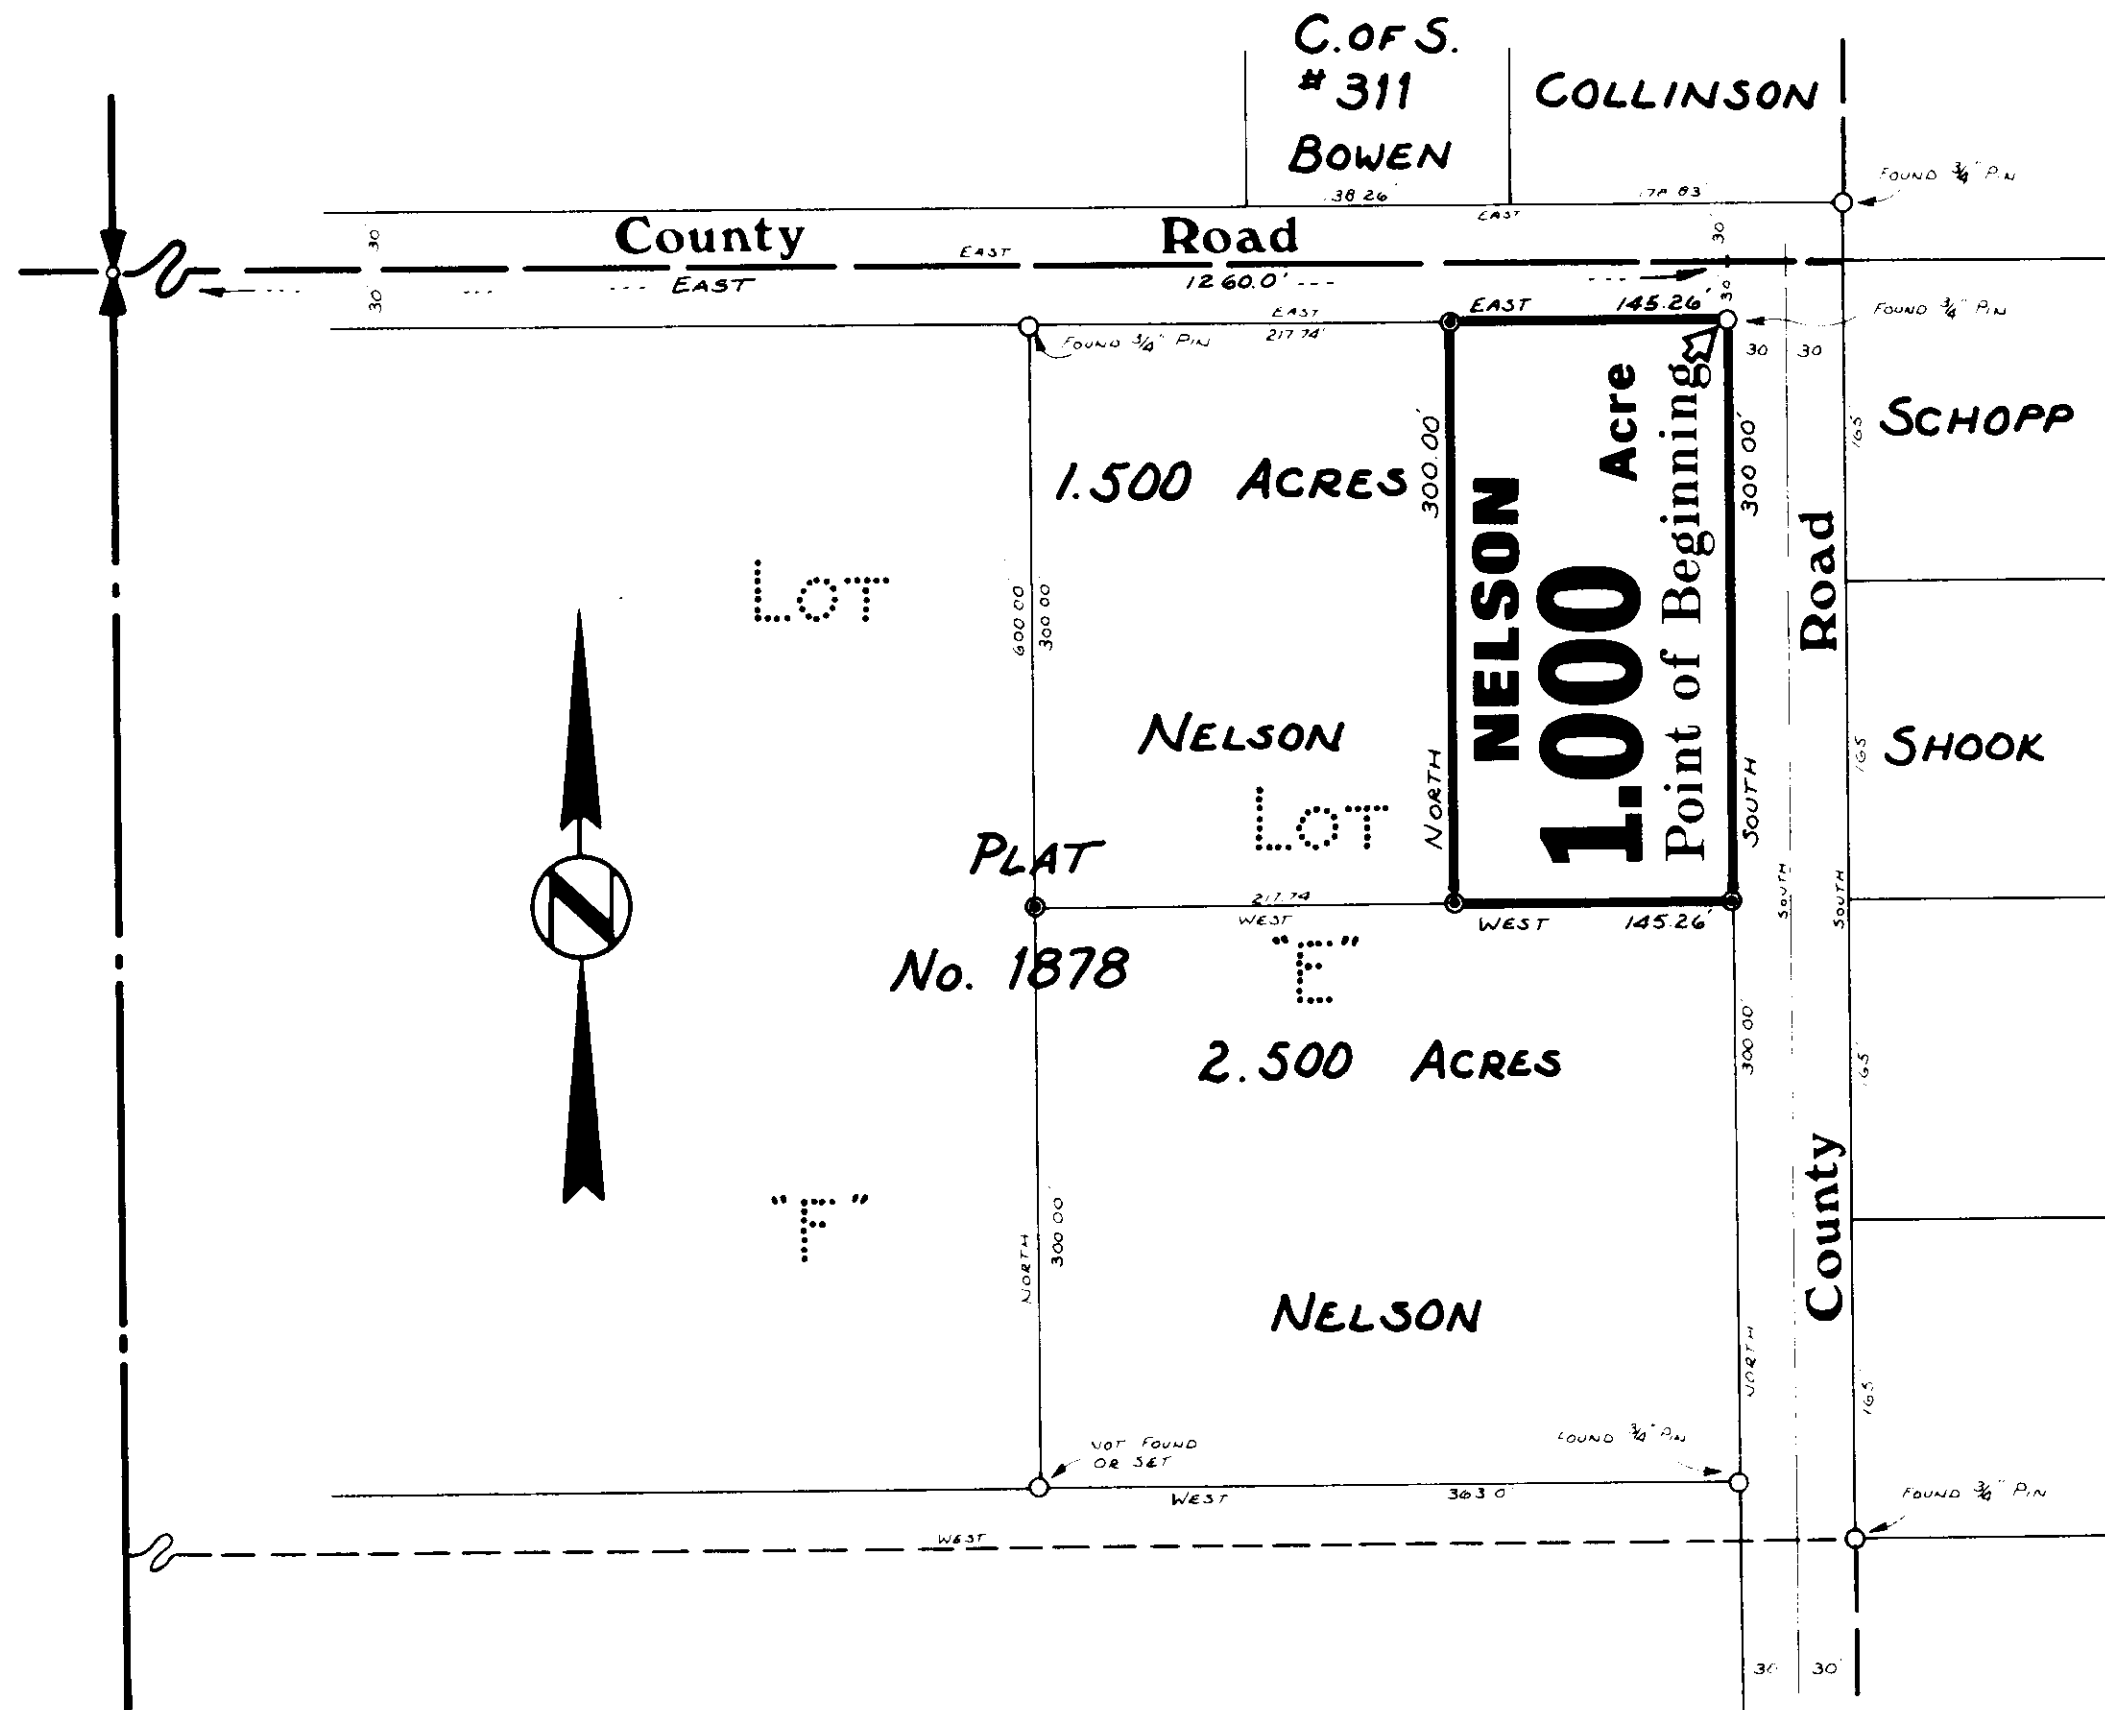 C. OF S.
# 311
BOWEN
COLLINSON
38 26'
178 83'
EAST
FOUND 3/4" PIN
County Road
EAST
30'
30'
30'
30
EAST
1260.0'
EAST 145.26'
EAST
217.74'
FOUND 3/4" PIN
FOUND 3/4" PIN
30 30
1.500 ACRES
300.00'
NORTH
NELSON
1.000 Acre
Point of Beginning
300 00'
SOUTH
165'
SCHOPP
Road
LOT
600 00'
300 00'
NELSON
LOT
165'
SHOOK
PLAT
No. 1878
217.74
WEST
WEST 145.26'
SOUTH
SOUTH
N
"E"
2.500 ACRES
300 00'
165'
"F"
NORTH
300 00'
NELSON
County
NORTH
165'
NOT FOUND
OR SET
FOUND 3/4" PIN
WEST 363 0'
FOUND 3/4" PIN
WEST
30' 30'